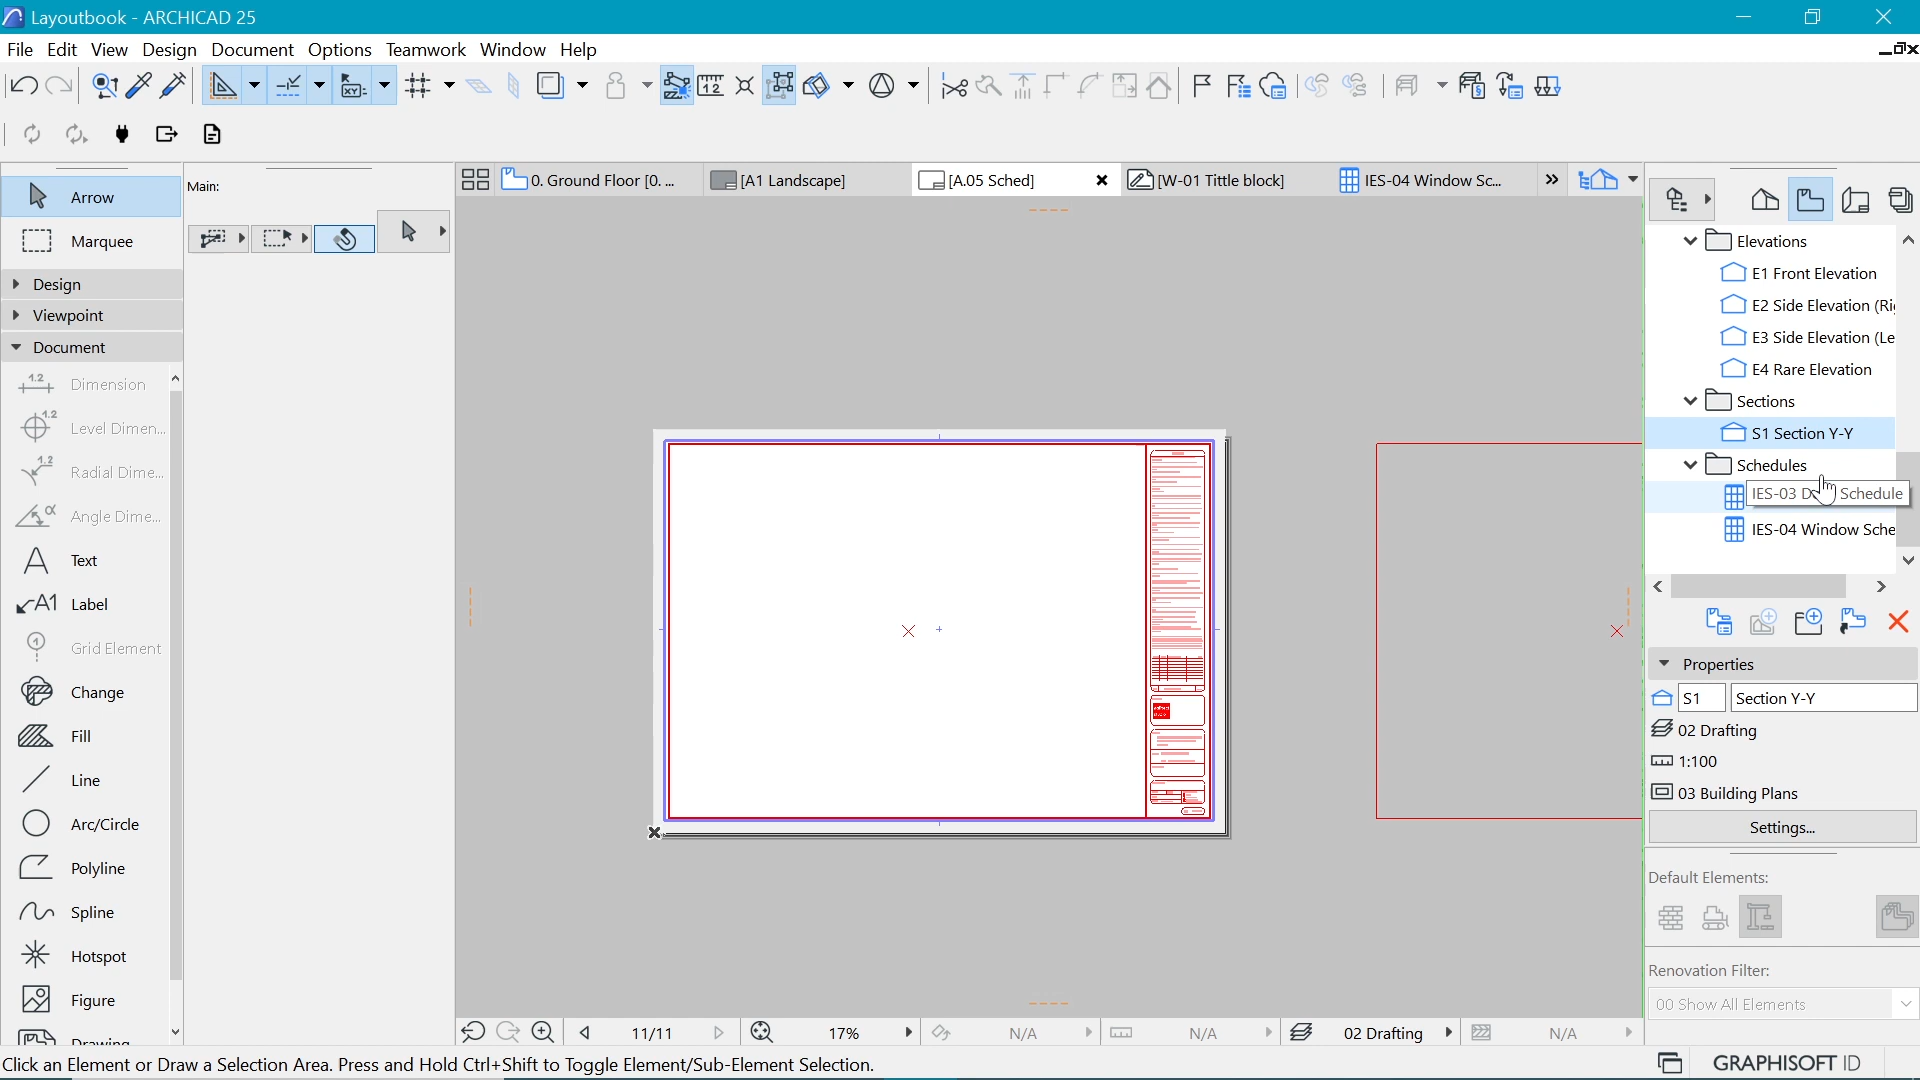 Layoutbook - ARCHICAD 25
File Edit View Design Document Options Teamwork Window Help
Main:
0. Ground Floor [0. ...
[A1 Landscape]
[A.05 Sched]
[W-01 Tittle block]
IES-04 Window Sc...
Arrow
Marquee
Design
Viewpoint
Document
Dimension
Level Dimen...
Radial Dime...
Angle Dime...
Text
Label
Grid Element
Change
Fill
Line
Arc/Circle
Polyline
Spline
Hotspot
Figure
Elevations
E1 Front Elevation
E2 Side Elevation (Ri
E3 Side Elevation (Le
E4 Rare Elevation
Sections
S1 Section Y-Y
Schedules
IES-03 D Schedule
IES-04 Window Sche
Properties
S1 Section Y-Y
02 Drafting
1:100
03 Building Plans
Settings...
Default Elements:
Renovation Filter:
00 Show All Elements
11/11
17%
N/A
N/A
02 Drafting
N/A
Click an Element or Draw a Selection Area. Press and Hold Ctrl+Shift to Toggle Element/Sub-Element Selection.
GRAPHISOFT ID